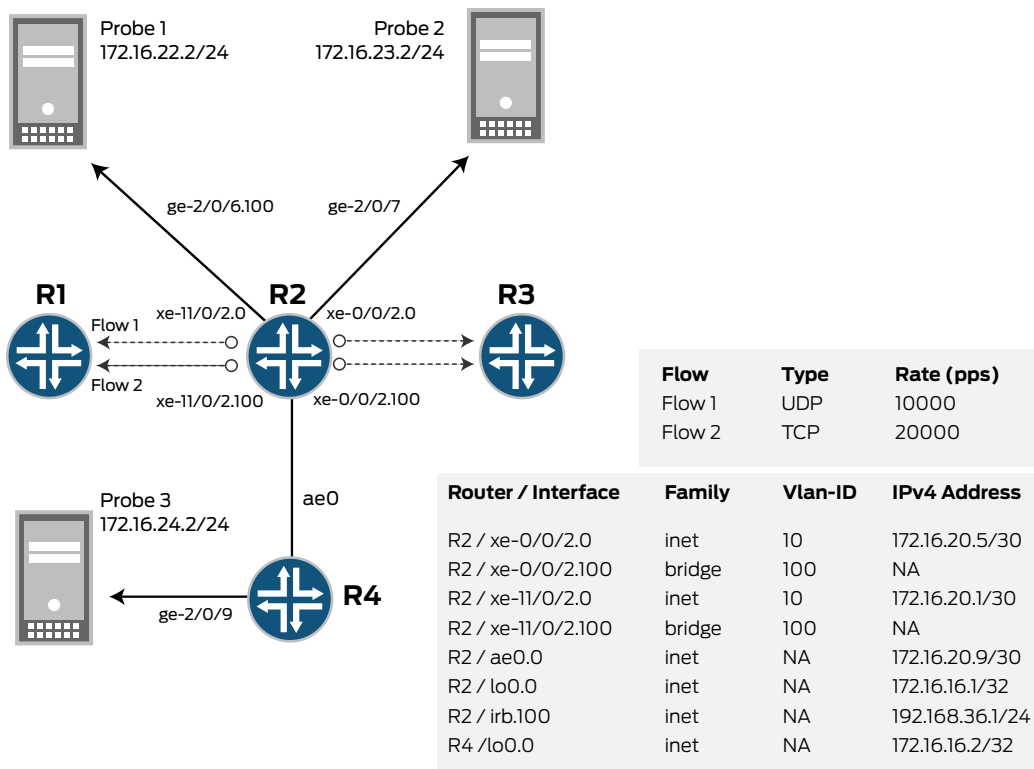 Probe 1
172.16.22.2/24
Probe 2
172.16.23.2/24
ge-2/0/6.100
ge-2/0/7
R1
R2
R3
xe-11/0/2.0
xe-0/0/2.0
Flow 1
Flow 2
xe-11/0/2.100
xe-0/0/2.100
ae0
Probe 3
172.16.24.2/24
R4
ge-2/0/9
Flow Type Rate (pps)
Flow 1 UDP 10000
Flow 2 TCP 20000
Router / Interface Family Vlan-ID IPv4 Address
R2 / xe-0/0/2.0 inet 10 172.16.20.5/30
R2 / xe-0/0/2.100 bridge 100 NA
R2 / xe-11/0/2.0 inet 10 172.16.20.1/30
R2 / xe-11/0/2.100 bridge 100 NA
R2 / ae0.0 inet NA 172.16.20.9/30
R2 / lo0.0 inet NA 172.16.16.1/32
R2 / irb.100 inet NA 192.168.36.1/24
R4 /lo0.0 inet NA 172.16.16.2/32